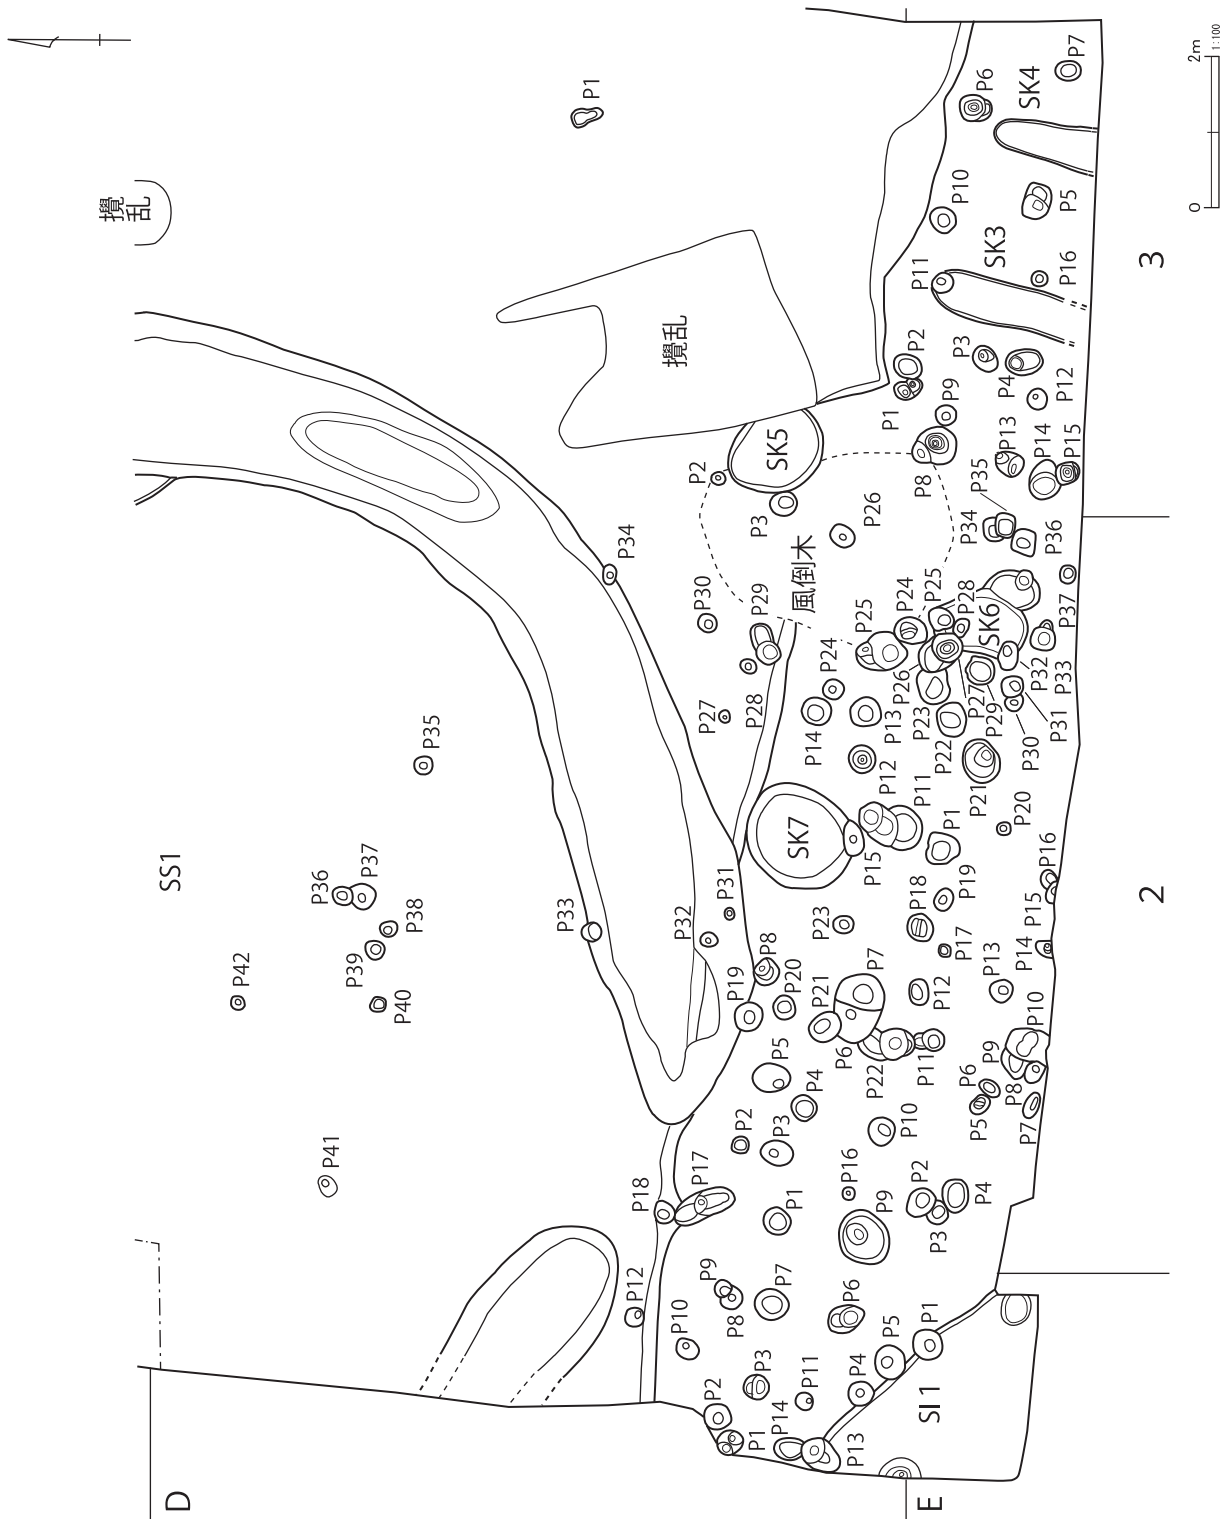 攪乱
P1
2m
1:100
0
P6
SK4
P7
P10
P5
P11
SK3
P16
3
攪乱
P2
P3
P1
P9
P4
P12
SK5
P2
P8
P13
P14
P15
P35
P3
P26
P34
P36
P34
風倒木
P30
P29
P25
P24
P25
P28
SK6
P37
P24
P26
P27
P28
P27
P14
P13
P23
P22
P29
P32
P33
P31
P30
P35
P12
P21
SK7
P11
P1
P20
SS1
P15
P16
P36
P37
P38
P39
P40
P42
P33
P32
P31
P23
P18
P19
P17
P15
P14
2
P19
P8
P20
P21
P7
P12
P13
P6
P22
P11
P10
P9
P8
P6
P5
P7
P5
P4
P2
P3
P10
P41
P18
P17
P1
P16
P9
P2
P4
P3
P12
P9
P8
P7
P6
P10
P3
P11
P5
P1
P4
P2
P1
P14
P13
SI1
D
E